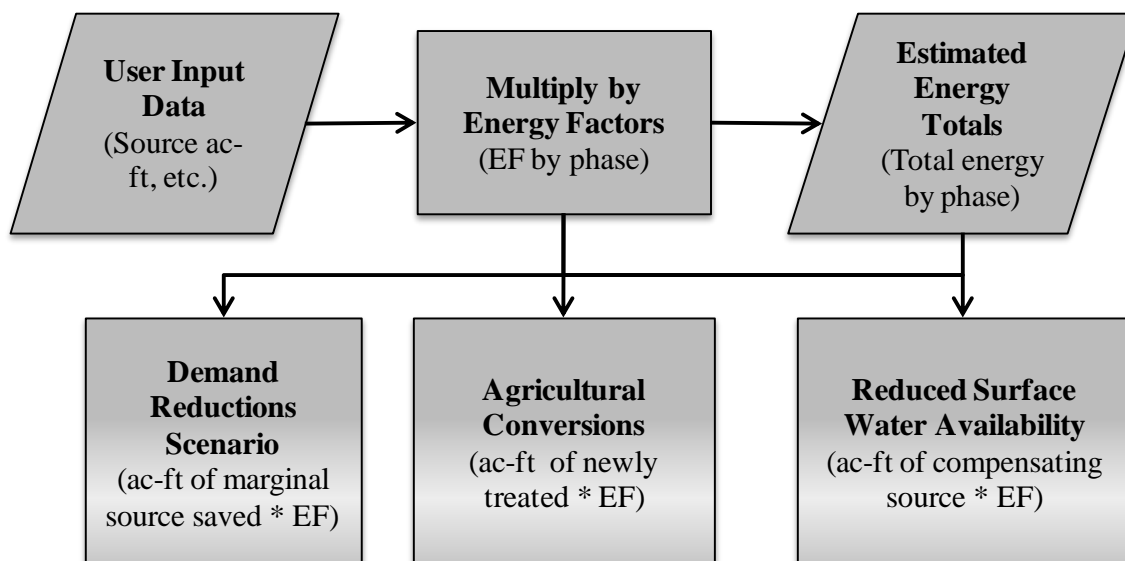 User Input
Data
(Source ac-
ft, etc.)
Multiply by
Energy Factors
(EF by phase)
Estimated
Energy
Totals
(Total energy
by phase)
Demand
Reductions
Scenario
(ac-ft of marginal
source saved * EF)
Agricultural
Conversions
(ac-ft of newly
treated * EF)
Reduced Surface
Water Availability
(ac-ft of compensating
source * EF)